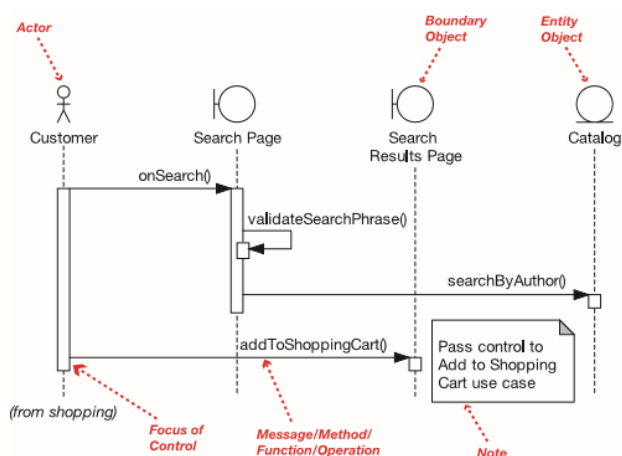 Actor
Boundary
Object
Entity
Object
Customer
Search Page
Search
Results Page
Catalog
onSearch()
validateSearchPhrase()
searchByAuthor()
addToShoppingCart()
Pass control to
Add to Shopping
Cart use case
(from shopping)
Focus of
Control
Message/Method/
Function/Operation
Note